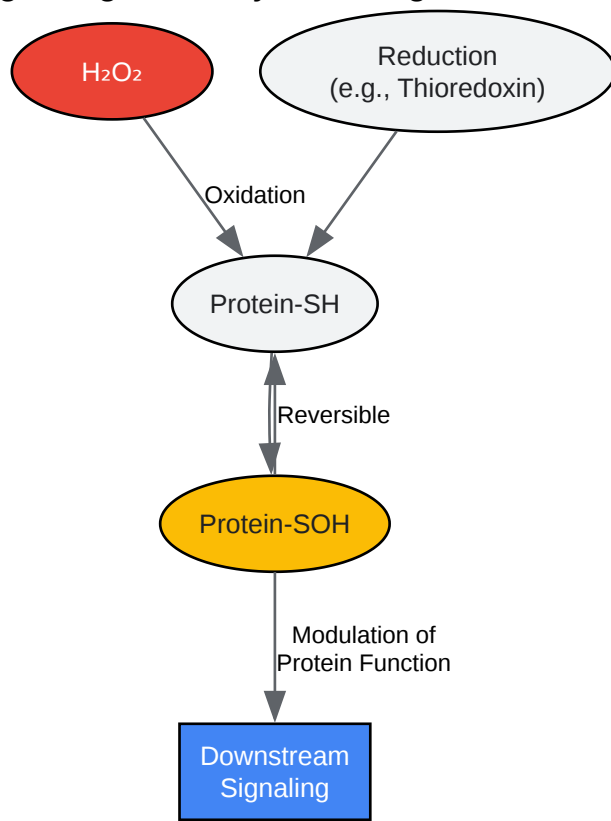 H₂O₂
Reduction
(e.g., Thioredoxin)
Oxidation
Protein-SH
Reversible
Protein-SOH
Modulation of
Protein Function
Downstream
Signaling